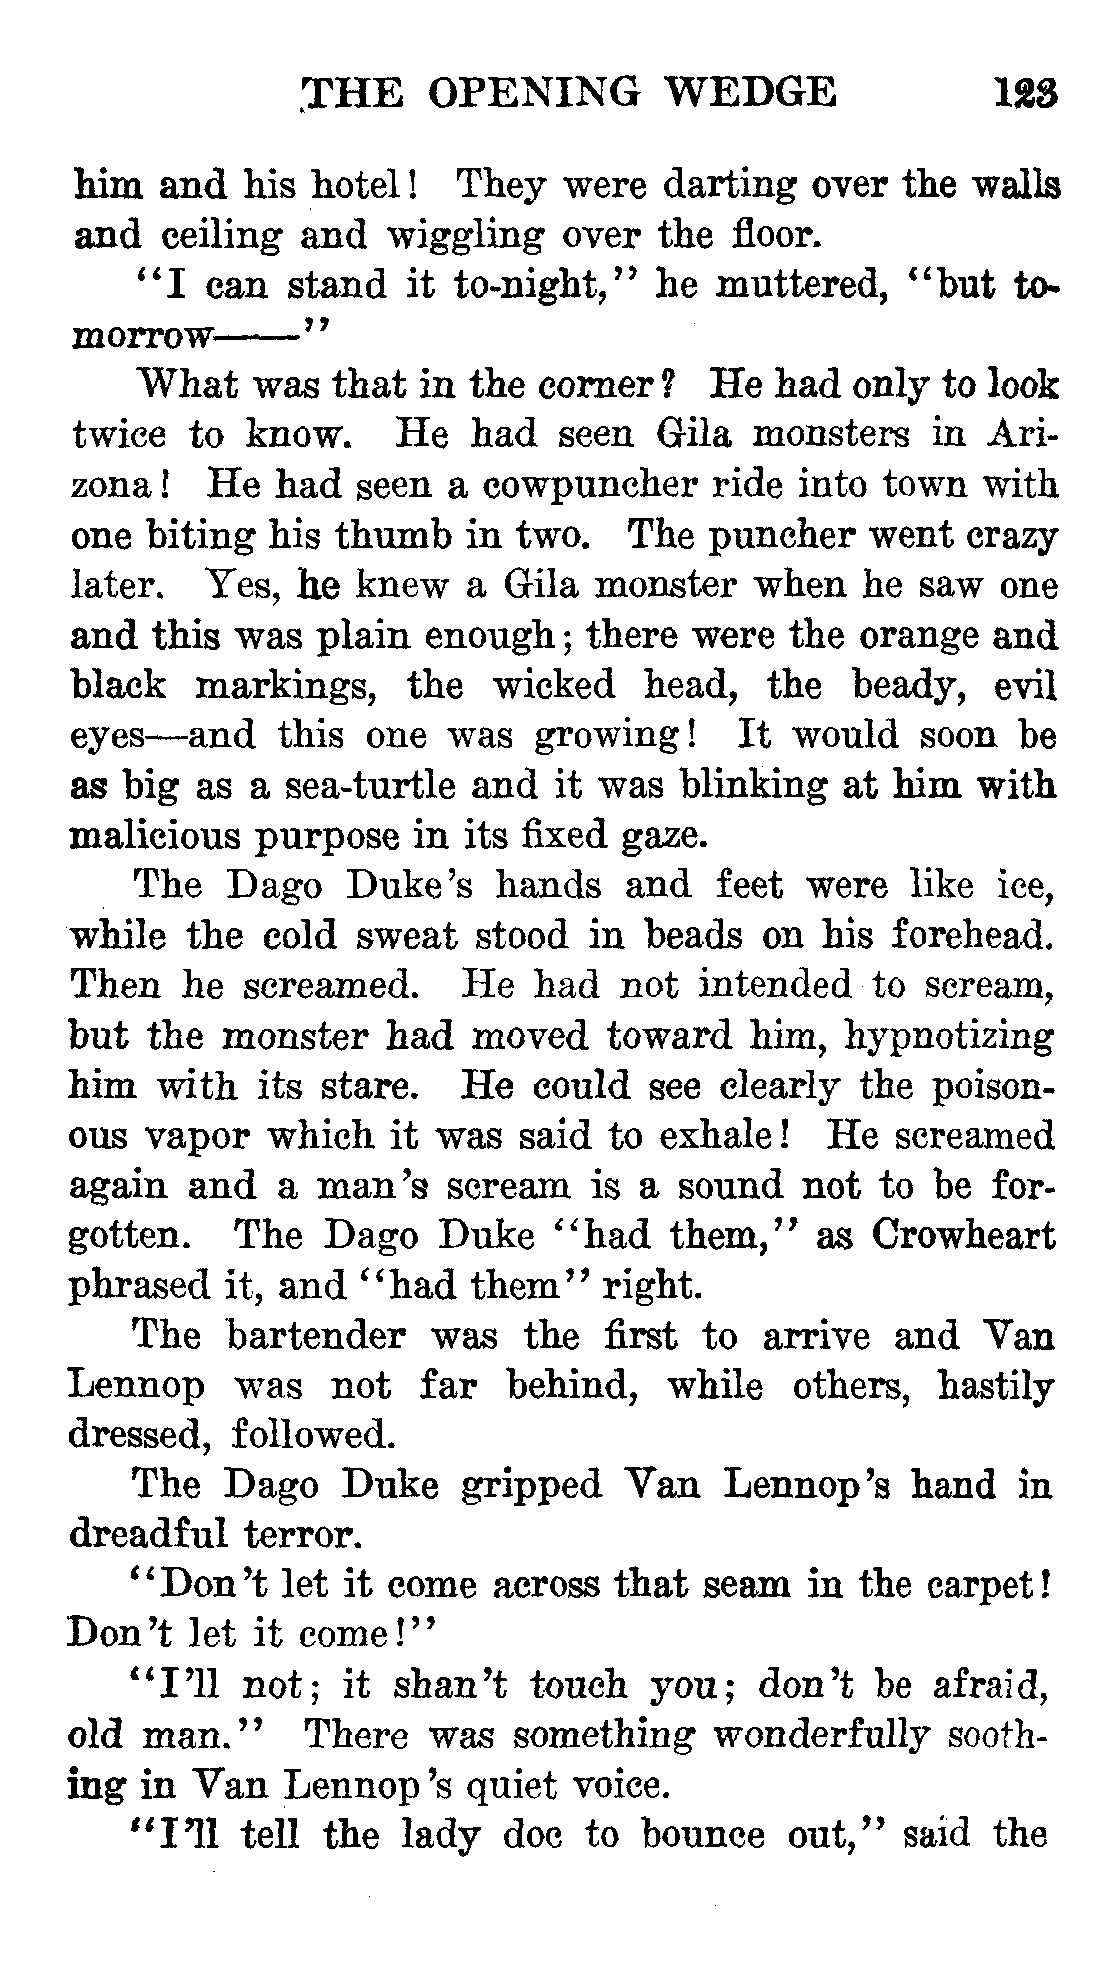 THE OPENING WEDGE 123
him and his hotel! They were darting over the walls
and ceiling and wiggling over the floor.
"I can stand it to-night," he muttered, "but to-
morrow——"
What was that in the corner? He had only to look
twice to know. He had seen Gila monsters in Ari-
zona! He had seen a cowpuncher ride into town with
one biting his thumb in two. The puncher went crazy
later. Yes, he knew a Gila monster when he saw one
and this was plain enough; there were the orange and
black markings, the wicked head, the beady, evil
eyes—and this one was growing! It would soon be
as big as a sea-turtle and it was blinking at him with
malicious purpose in its fixed gaze.
The Dago Duke's hands and feet were like ice,
while the cold sweat stood in beads on his forehead.
Then he screamed. He had not intended to scream,
but the monster had moved toward him, hypnotizing
him with its stare. He could see clearly the poison-
ous vapor which it was said to exhale! He screamed
again and a man's scream is a sound not to be for-
gotten. The Dago Duke "had them," as Crowheart
phrased it, and "had them" right.
The bartender was the first to arrive and Van
Lennop was not far behind, while others, hastily
dressed, followed.
The Dago Duke gripped Van Lennop's hand in
dreadful terror.
"Don't let it come across that seam in the carpet!
Don't let it come!"
"I'll not; it shan't touch you; don't be afraid,
old man." There was something wonderfully sooth-
ing in Van Lennop's quiet voice.
"I'll tell the lady doc to bounce out," said the